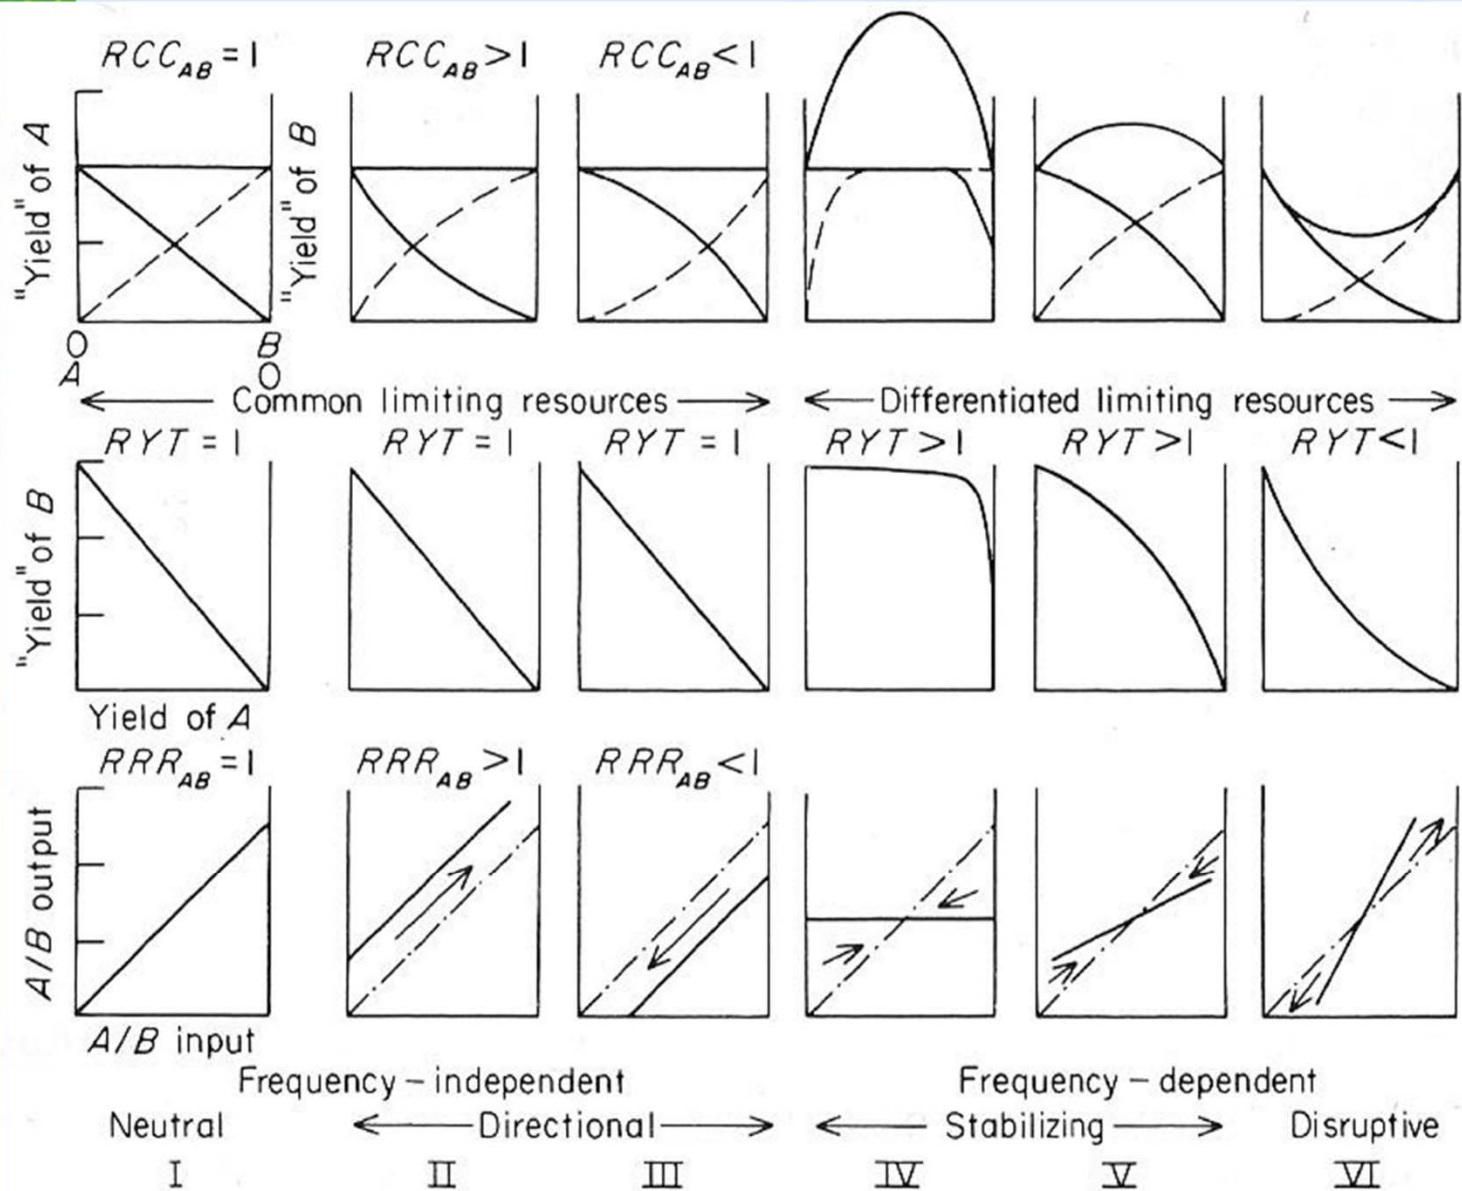 RCC_AB = 1
RCC_AB > 1
RCC_AB < 1
"Yield" of A
"Yield" of B
O
A
B
O
Common limiting resources
Differentiated limiting resources
RYT = 1
RYT = 1
RYT = 1
RYT > 1
RYT > 1
RYT < 1
"Yield" of B
Yield of A
RRR_AB = 1
RRR_AB > 1
RRR_AB < 1
A/B output
A/B input
Frequency – independent
Frequency – dependent
Neutral
Directional
Stabilizing
Disruptive
I
II
III
IV
V
VI